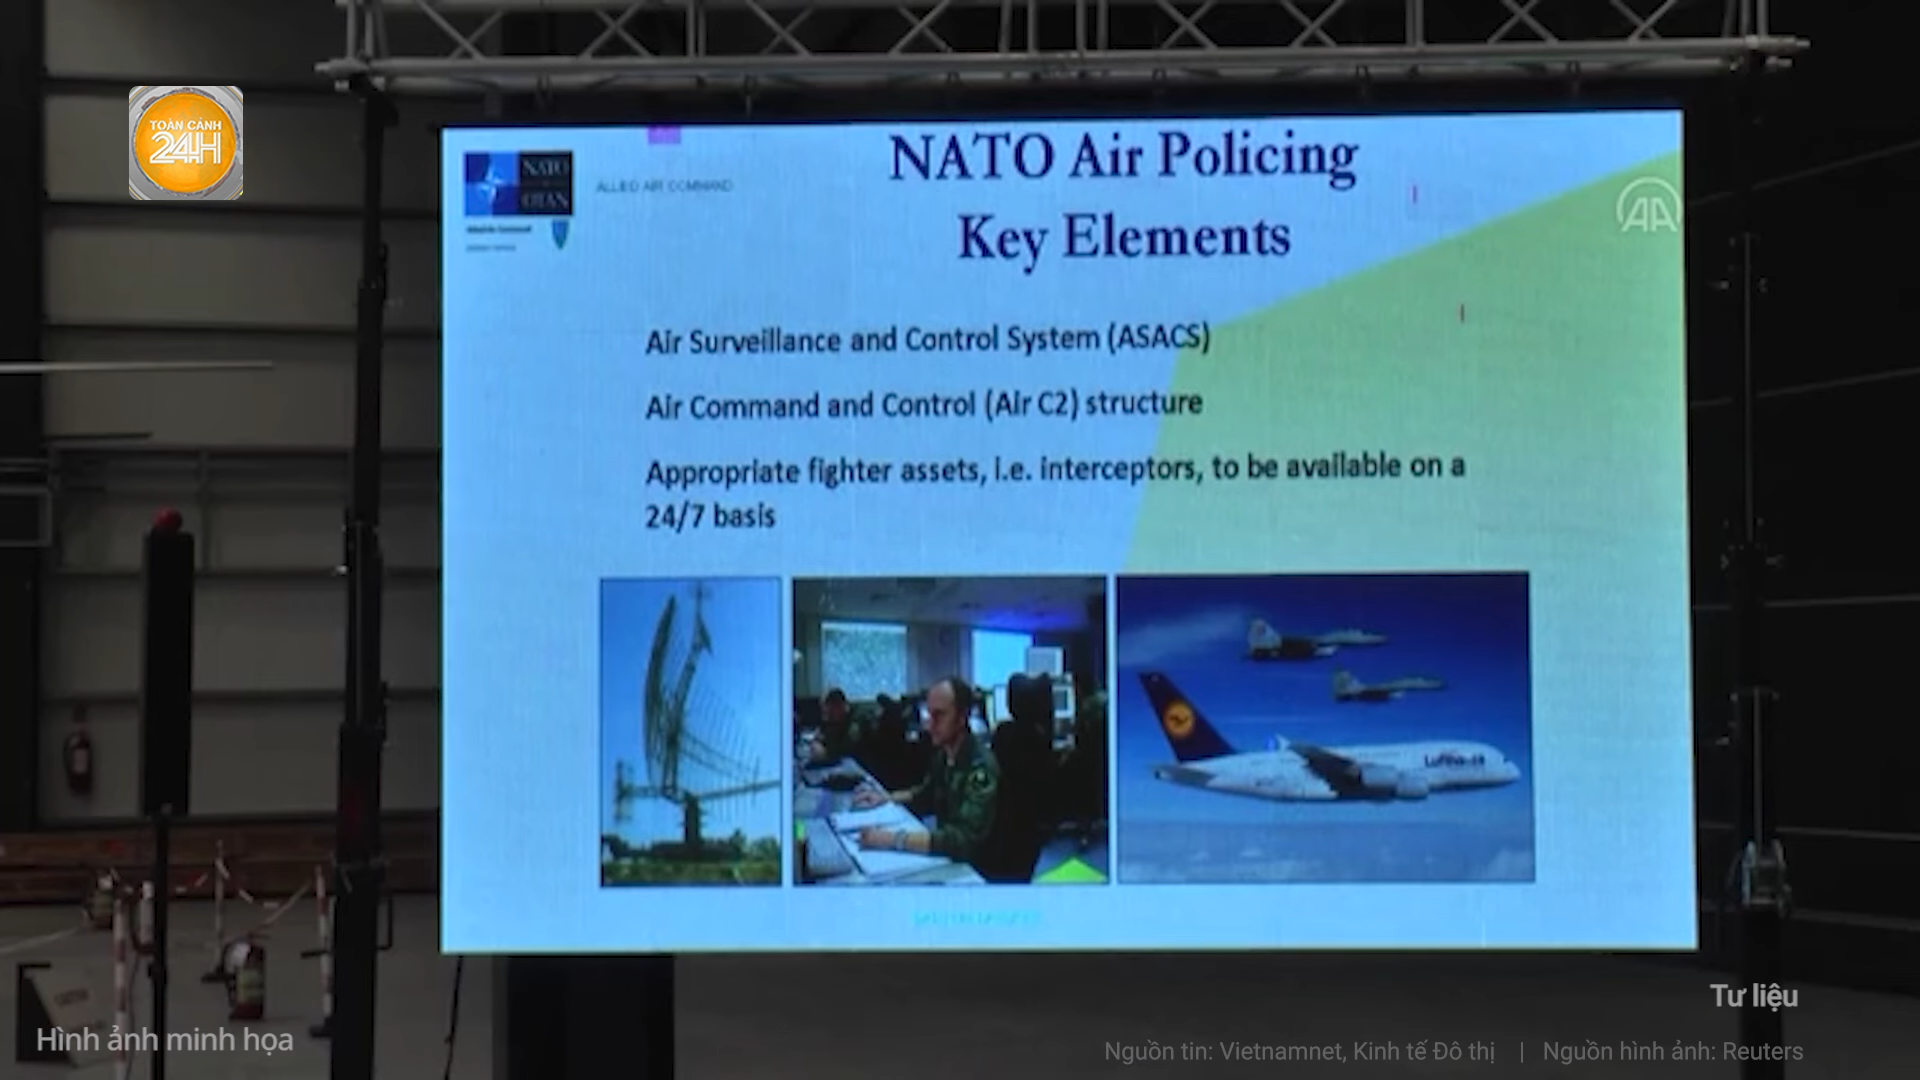 TOÀN CẢNH
24H
NATO
OTAN
ALLIED AIR COMMAND
NATO Air Policing
Key Elements
AA
Air Surveillance and Control System (ASACS)
Air Command and Control (Air C2) structure
Appropriate fighter assets, i.e. interceptors, to be available on a
24/7 basis
Lufthansa
Tư liệu
Hình ảnh minh họa
Nguồn tin: Vietnamnet, Kinh tế Đô thị | Nguồn hình ảnh: Reuters